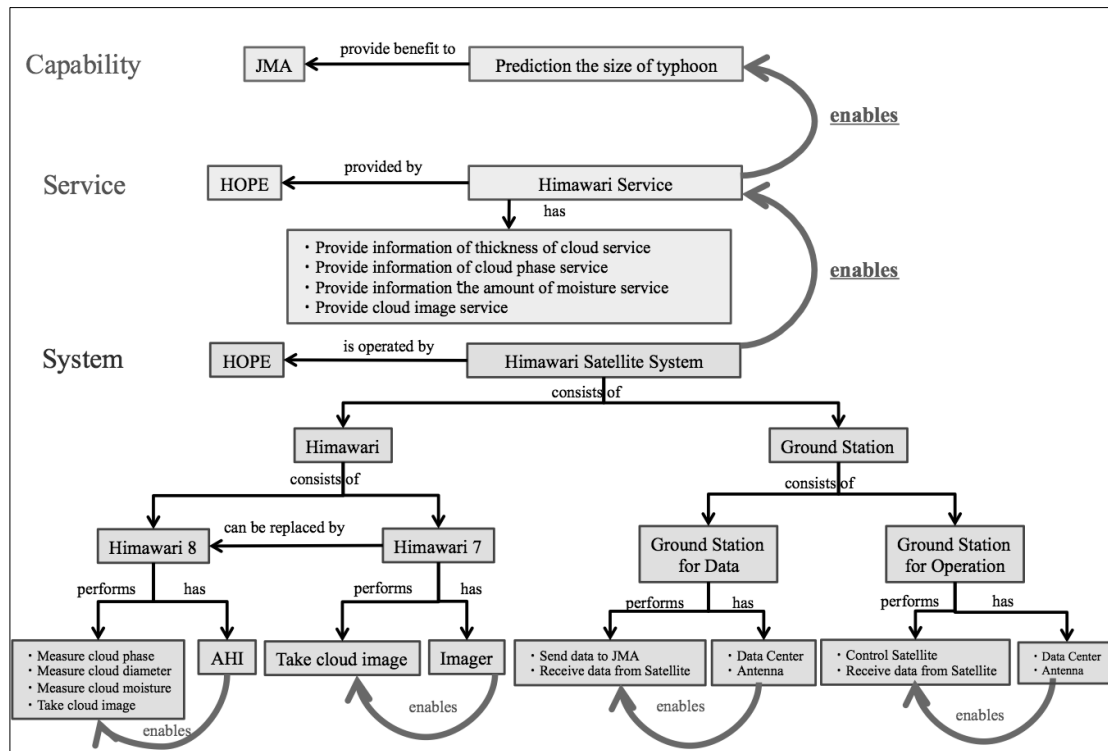 Capability
JMA
provide benefit to
Prediction the size of typhoon
enables
Service
HOPE
provided by
Himawari Service
has
・Provide information of thickness of cloud service
・Provide information of cloud phase service
・Provide information the amount of moisture service
・Provide cloud image service
enables
System
HOPE
is operated by
Himawari Satellite System
consists of
Himawari
Ground Station
consists of
consists of
Himawari 8
can be replaced by
Himawari 7
Ground Station
for Data
Ground Station
for Operation
performs
has
performs
has
performs
has
performs
has
・Measure cloud phase
・Measure cloud diameter
・Measure cloud moisture
・Take cloud image
AHI
Take cloud image
Imager
・Send data to JMA
・Receive data from Satellite
・Data Center
・Antenna
・Control Satellite
・Receive data from Satellite
・Data Center
・Antenna
enables
enables
enables
enables